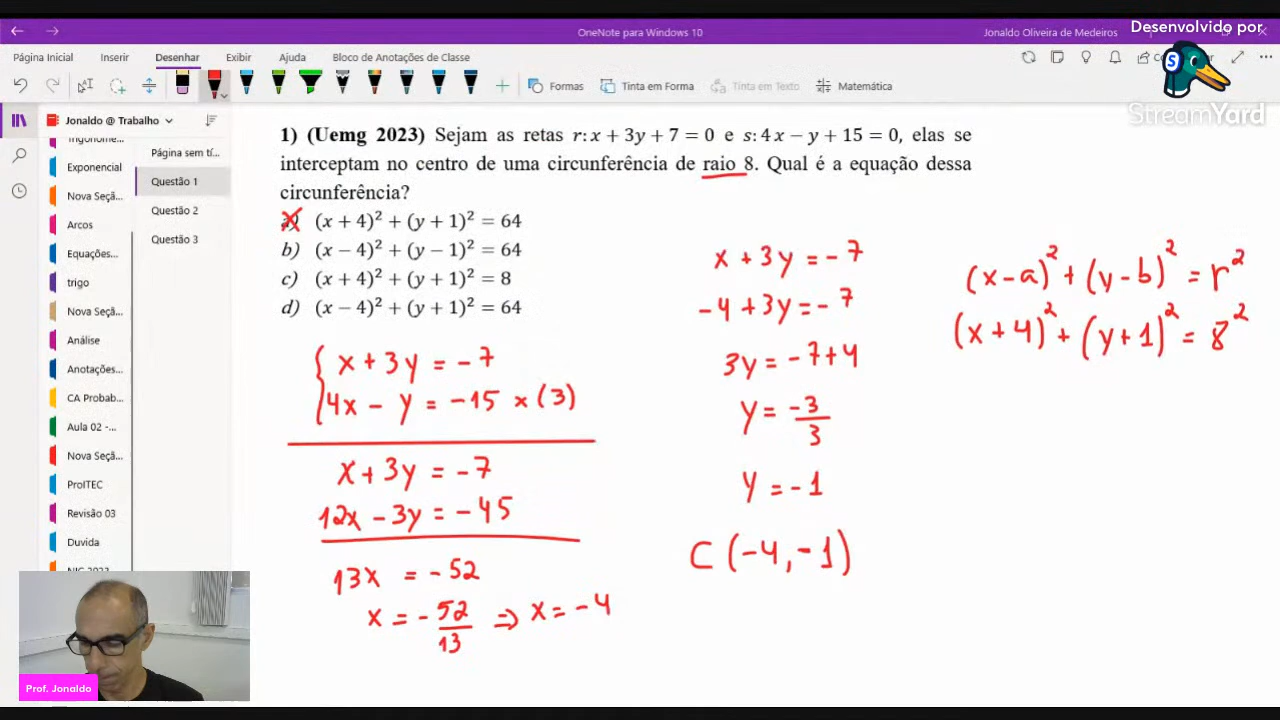 Desenvolvido por
OneNote para Windows 10
Jonaldo Oliveira de Medeiros
Página Inicial Inserir Desenhar Exibir Ajuda Bloco de Anotações de Classe
Formas Tinta em Forma Tinta em Texto Matemática
StreamYard
Jonaldo @ Trabalho
Exponencial
Nova Seçã...
Arcos
Equações...
trigo
Nova Seçã...
Análise
Anotações...
CA Probab...
Aula 02 -...
Nova Seçã...
ProITEC
Revisão 03
Duvida
Página sem tí...
Questão 1
Questão 2
Questão 3
1) (Uemg 2023) Sejam as retas r: x + 3y + 7 = 0 e s: 4x − y + 15 = 0, elas se
interceptam no centro de uma circunferência de raio 8. Qual é a equação dessa
circunferência?
a) (x + 4)² + (y + 1)² = 64
b) (x − 4)² + (y − 1)² = 64
c) (x + 4)² + (y + 1)² = 8
d) (x − 4)² + (y + 1)² = 64
x + 3y = -7
4x - y = -15 × (3)
x + 3y = -7
12x - 3y = -45
13x = -52
x = -52/13 ⇒ x = -4
x + 3y = -7
-4 + 3y = -7
3y = -7+4
y = -3/3
y = -1
C (-4, -1)
(x-a)² + (y-b)² = r²
(x+4)² + (y+1)² = 8²
Prof. Jonaldo